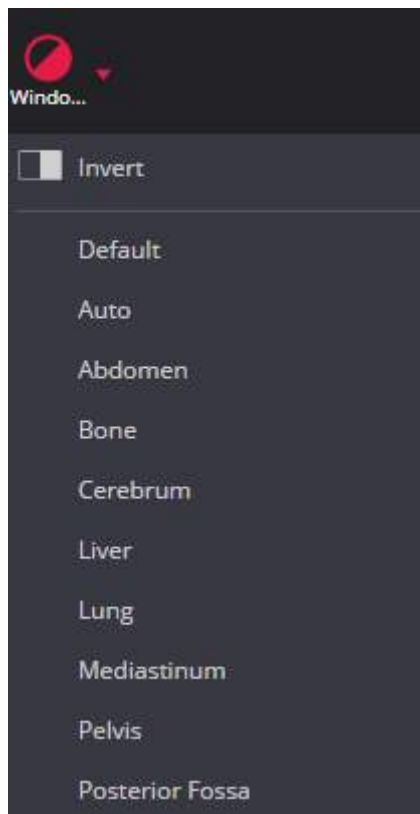 Windo...
Invert
Default
Auto
Abdomen
Bone
Cerebrum
Liver
Lung
Mediastinum
Pelvis
Posterior Fossa